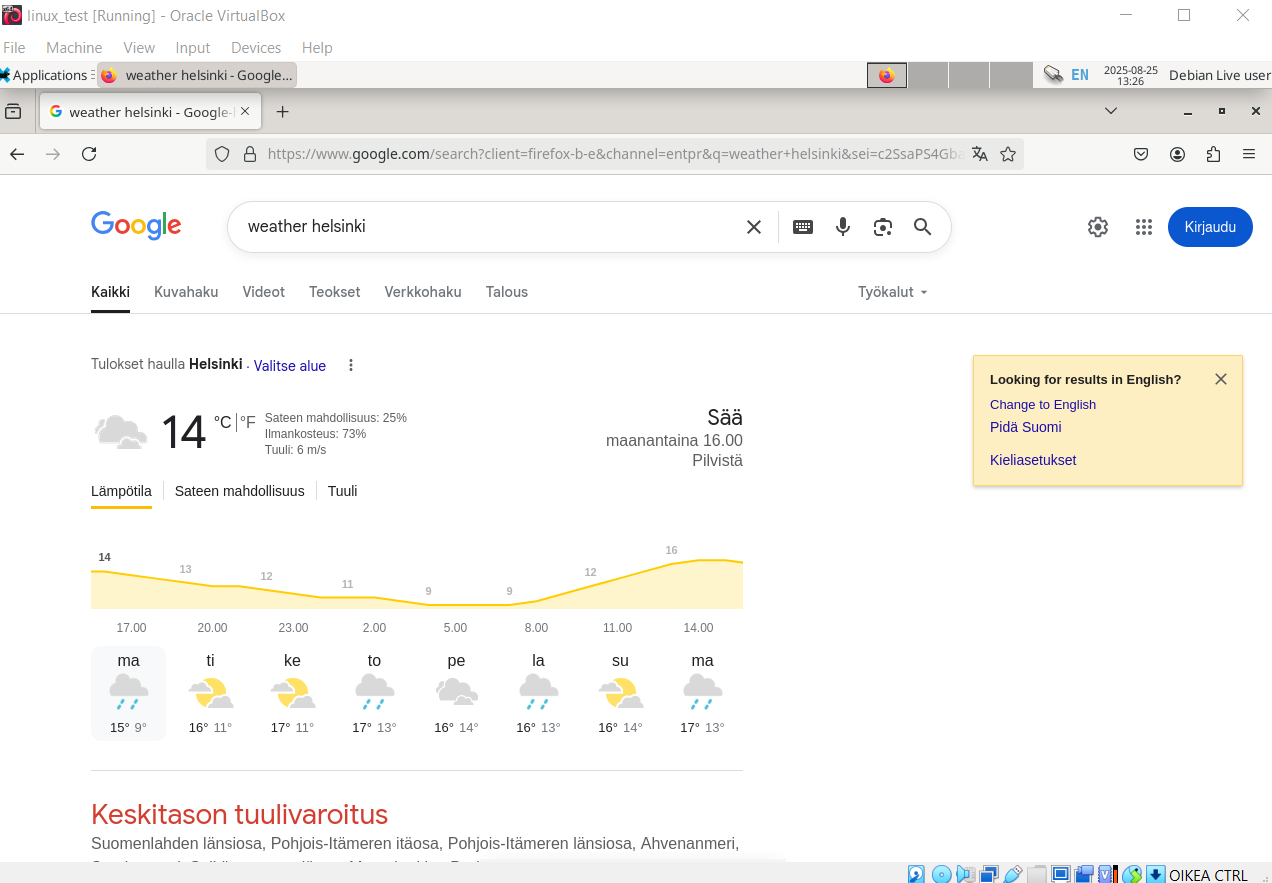 linux_test [Running] - Oracle VirtualBox
File Machine View Input Devices Help
Applications weather helsinki - Google... EN 2025-08-25 13:26 Debian Live user
weather helsinki - Google-
https://www.google.com/search?client=firefox-b-e&channel=entpr&q=weather+helsinki&sei=c2SsaPS4Gba
Google weather helsinki Kirjaudu
Kaikki Kuvahaku Videot Teokset Verkkohaku Talous Työkalut
Tulokset haulla Helsinki · Valitse alue
Looking for results in English?
Change to English
Pidä Suomi
Kieliasetukset
14 °C | °F
Sateen mahdollisuus: 25%
Ilmankosteus: 73%
Tuuli: 6 m/s
Sää
maanantaina 16.00
Pilvistä
Lämpötila Sateen mahdollisuus Tuuli
14 13 12 11 9 9 12 16
17.00 20.00 23.00 2.00 5.00 8.00 11.00 14.00
ma ti ke to pe la su ma
15° 9° 16° 11° 17° 11° 17° 13° 16° 14° 16° 13° 16° 14° 17° 13°
Keskitason tuulivaroitus
Suomenlahden länsiosa, Pohjois-Itämeren itäosa, Pohjois-Itämeren länsiosa, Ahvenanmeri,
OIKEA CTRL